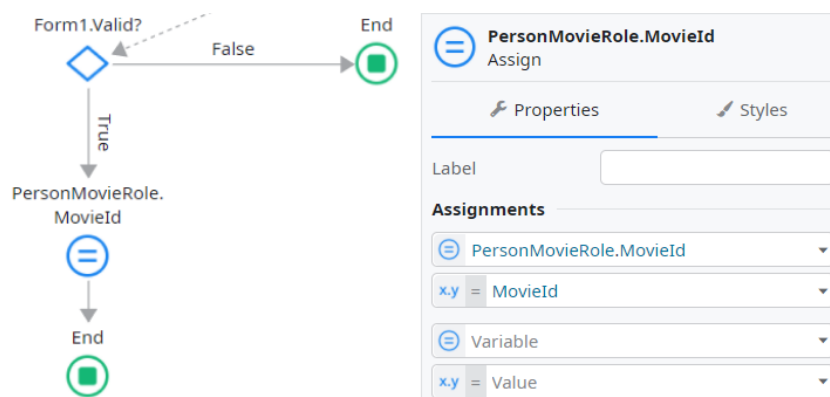 Form1.Valid?
False
End
True
PersonMovieRole.
MovieId
End
PersonMovieRole.MovieId
Assign
Properties
Styles
Label
Assignments
PersonMovieRole.MovieId
x.y = MovieId
Variable
x.y = Value